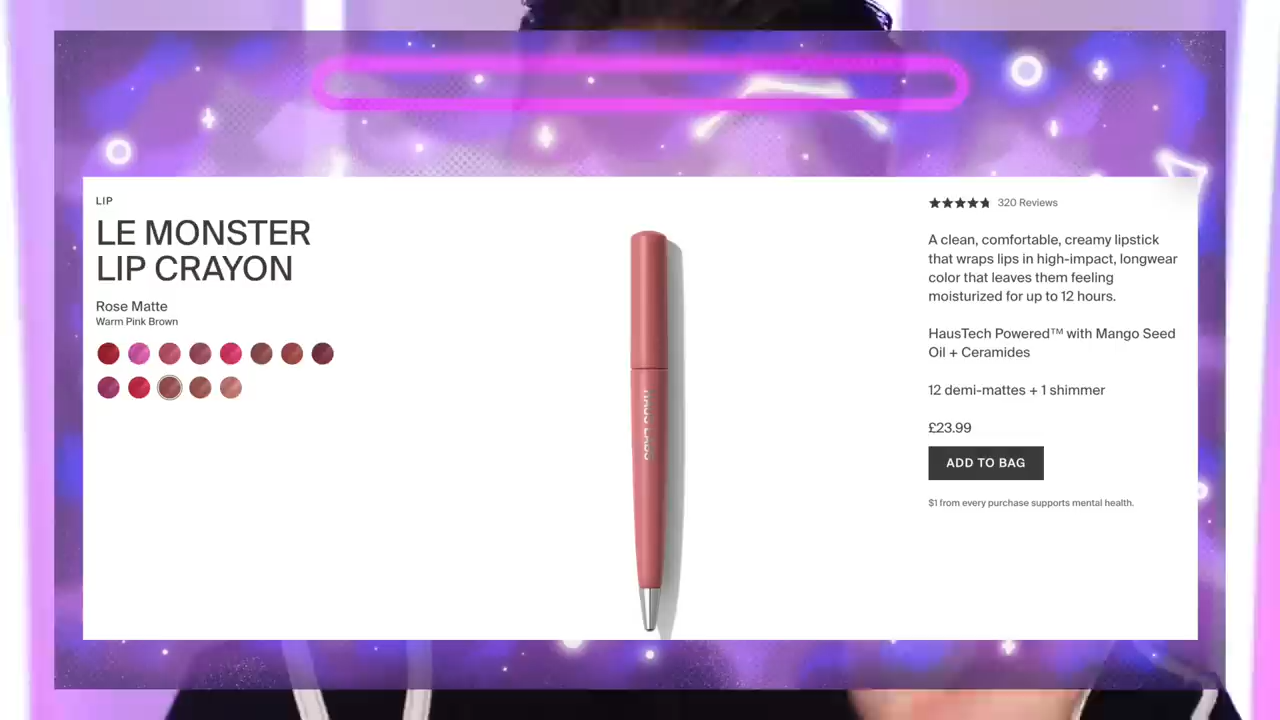 LIP
LE MONSTER
LIP CRAYON
Rose Matte
Warm Pink Brown
HAUS LABS
320 Reviews
A clean, comfortable, creamy lipstick
that wraps lips in high-impact, longwear
color that leaves them feeling
moisturized for up to 12 hours.
HausTech Powered™ with Mango Seed
Oil + Ceramides
12 demi-mattes + 1 shimmer
£23.99
ADD TO BAG
$1 from every purchase supports mental health.